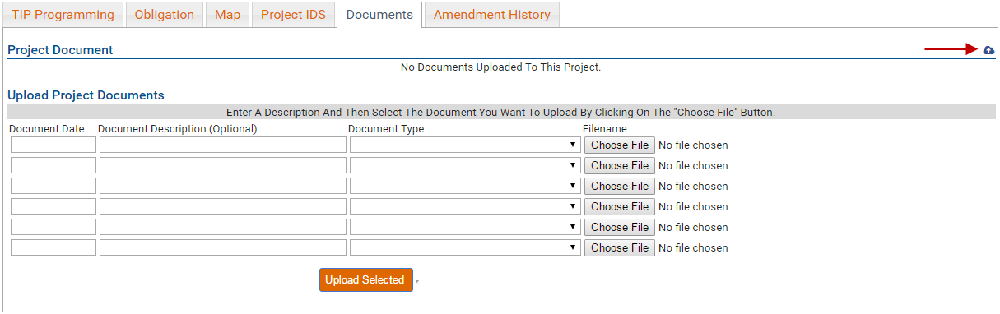 TIP Programming Obligation Map Project IDS Documents Amendment History
Project Document
No Documents Uploaded To This Project.
Upload Project Documents
Enter A Description And Then Select The Document You Want To Upload By Clicking On The "Choose File" Button.
Document Date Document Description (Optional) Document Type Filename
Choose File No file chosen
Choose File No file chosen
Choose File No file chosen
Choose File No file chosen
Choose File No file chosen
Choose File No file chosen
Upload Selected